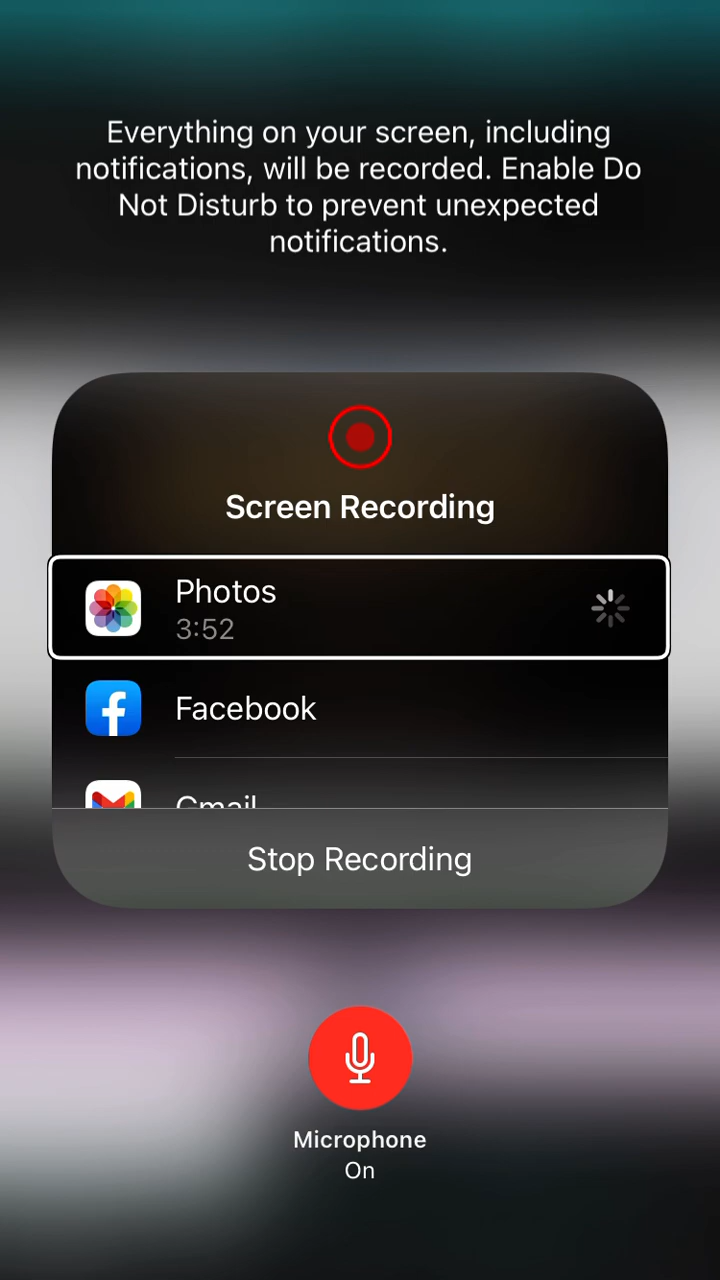 Everything on your screen, including
notifications, will be recorded. Enable Do
Not Disturb to prevent unexpected
notifications.
Screen Recording
Photos
3:52
Facebook
Gmail
Stop Recording
Microphone
On